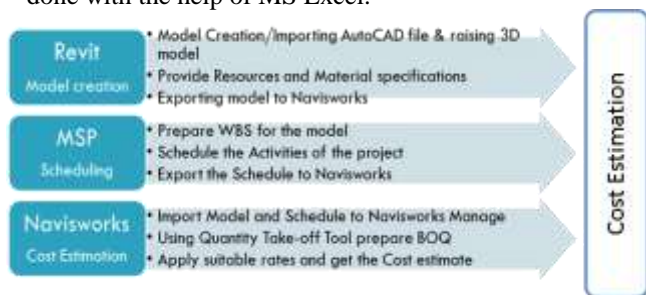 done with the help of MS Excel.
Revit
Model creation
• Model Creation/Importing AutoCAD file & raising 3D
model
• Provide Resources and Material specifications
• Exporting model to Navisworks
MSP
Scheduling
• Prepare WBS for the model
• Schedule the Activities of the project
• Export the Schedule to Navisworks
Navisworks
Cost Estimation
• Import Model and Schedule to Navisworks Manage
• Using Quantity Take-off Tool prepare BOQ
• Apply suitable rates and get the Cost estimate
Cost Estimation